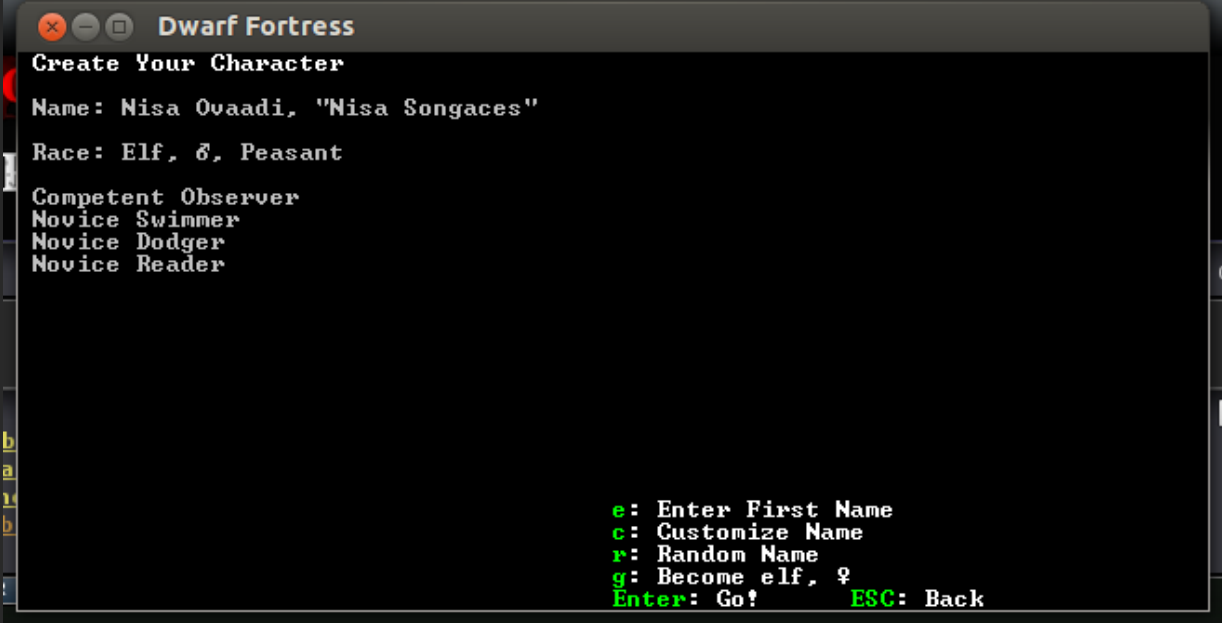 Dwarf Fortress
Create Your Character
Name: Nisa Ovaadi, "Nisa Songaces"
Race: Elf, ♂, Peasant
Competent Observer
Novice Swimmer
Novice Dodger
Novice Reader
e: Enter First Name
c: Customize Name
r: Random Name
g: Become elf, ♀
Enter: Go! ESC: Back